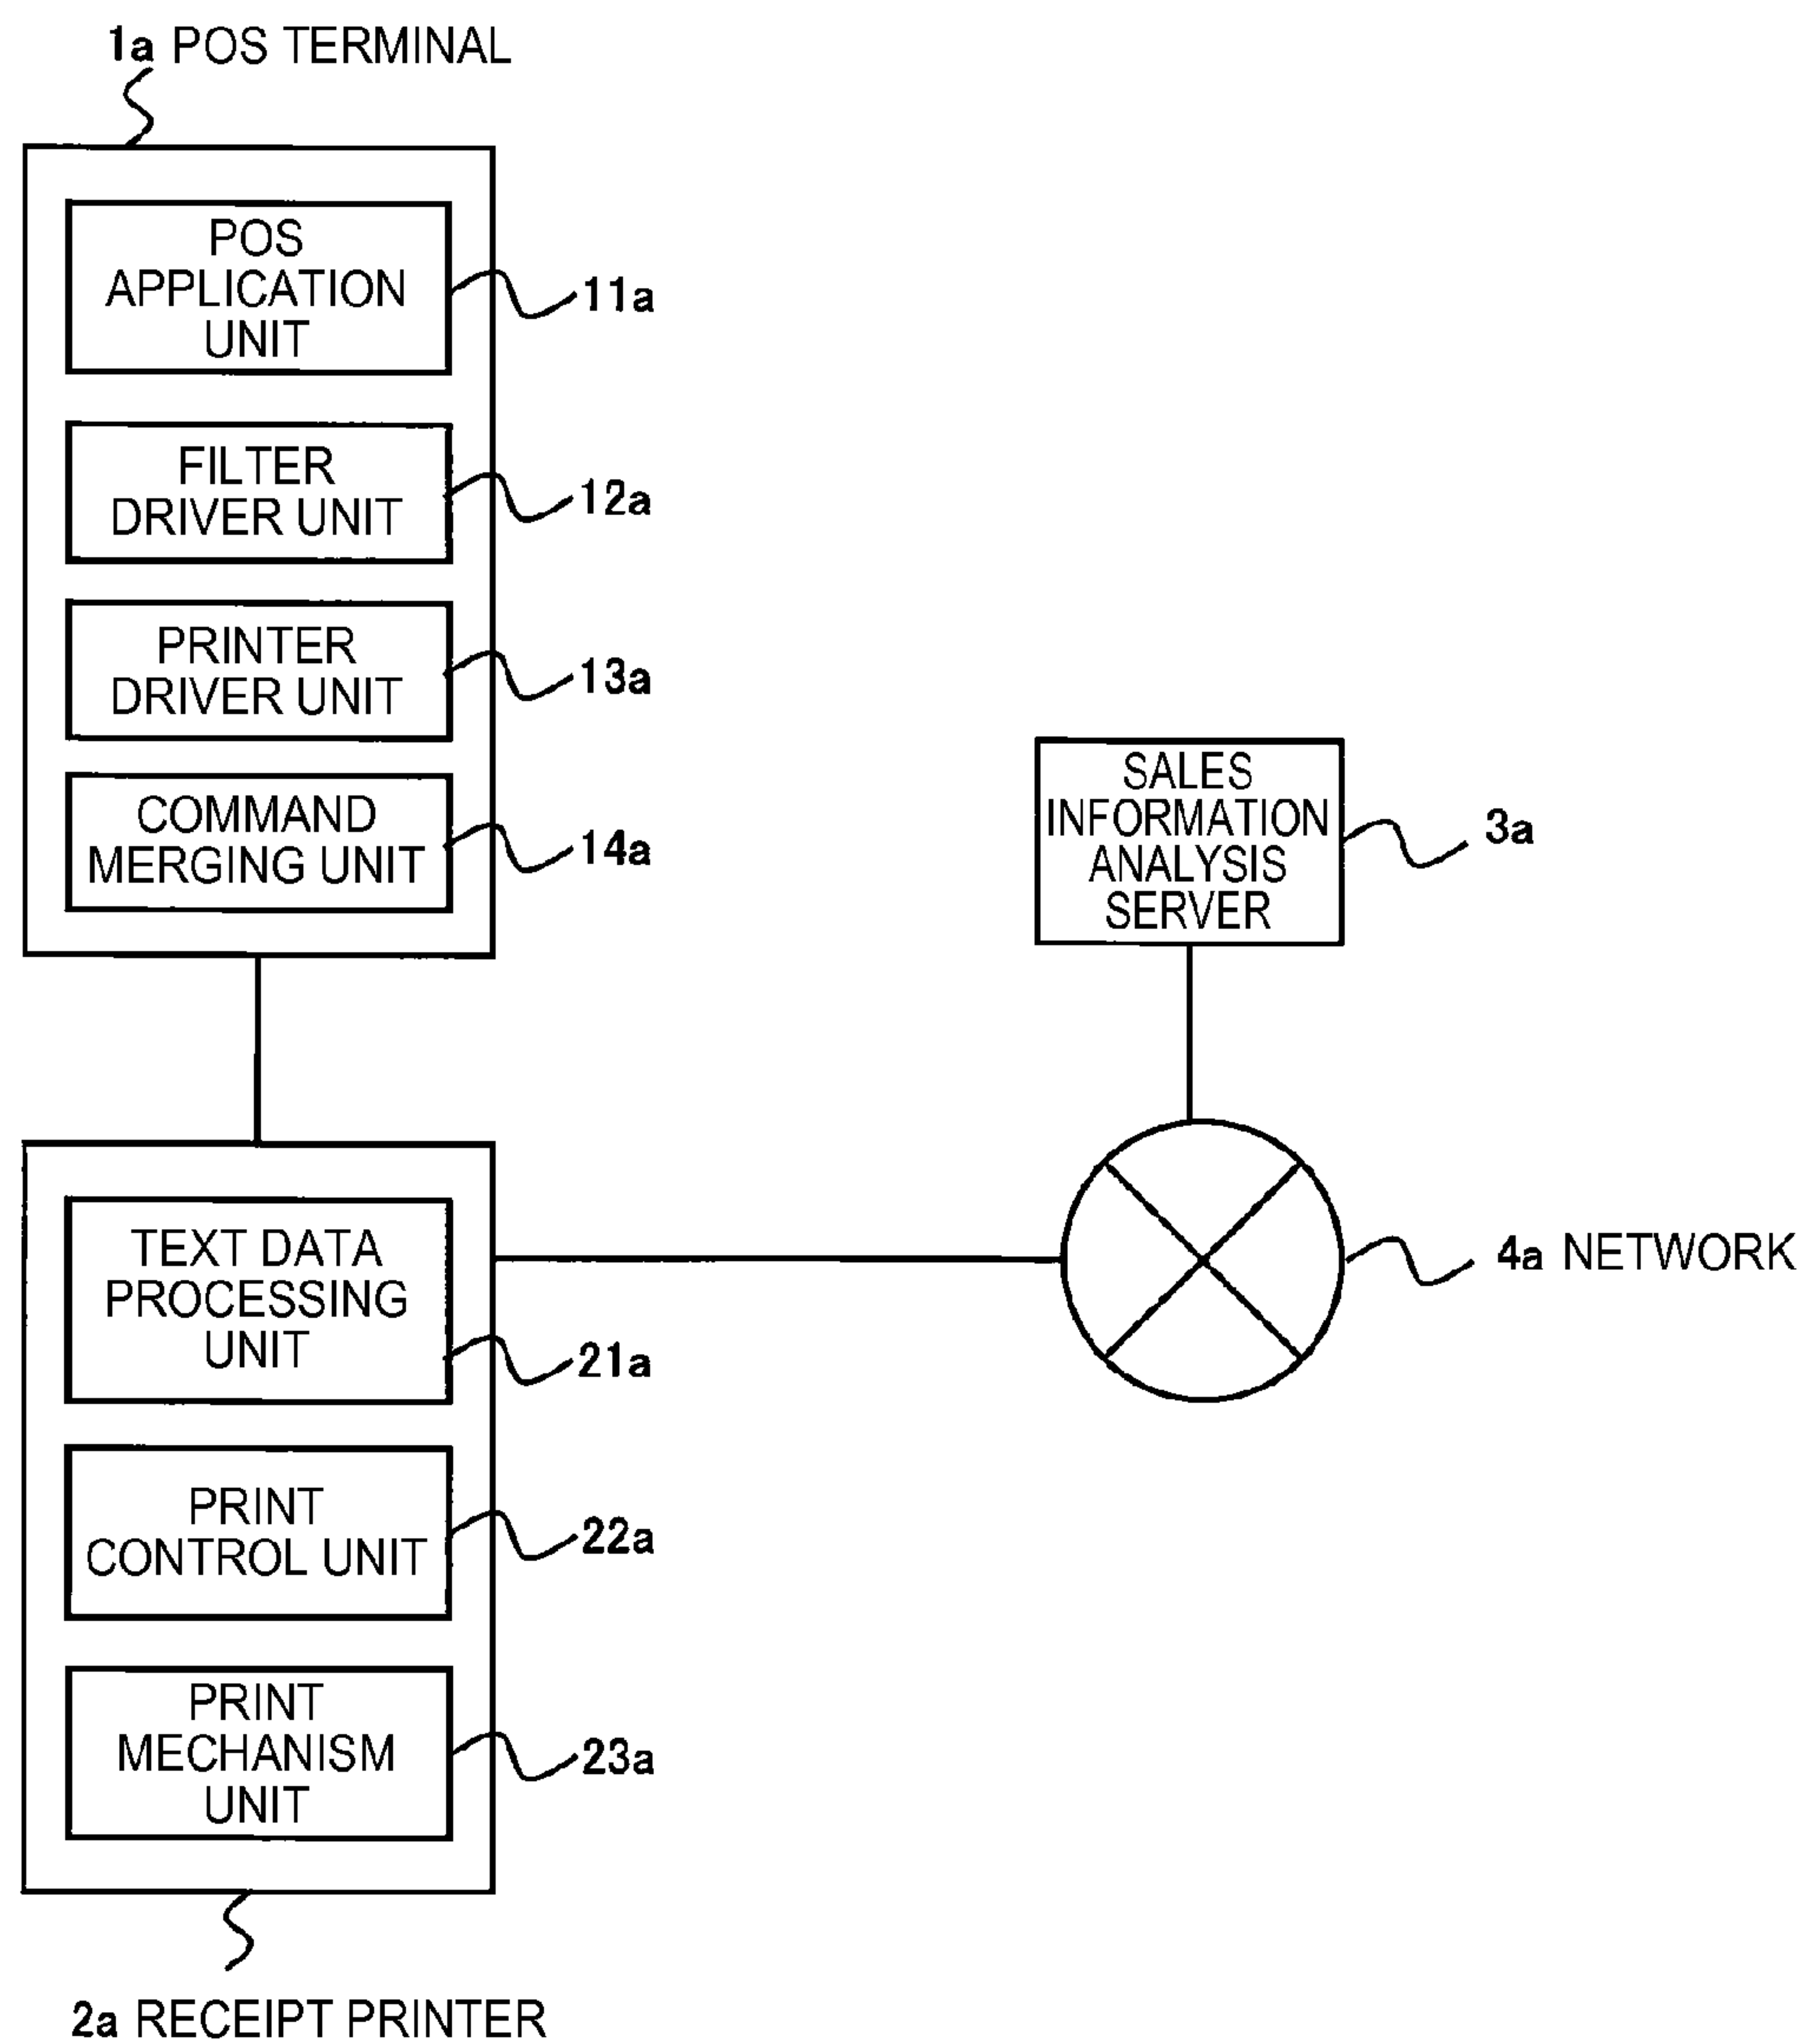 1a POS TERMINAL
POS
APPLICATION
UNIT
11a
FILTER
DRIVER UNIT
12a
PRINTER
DRIVER UNIT
13a
COMMAND
MERGING UNIT
14a
SALES
INFORMATION
ANALYSIS
SERVER
3a
TEXT DATA
PROCESSING
UNIT
21a
4a NETWORK
PRINT
CONTROL UNIT
22a
PRINT
MECHANISM
UNIT
23a
2a RECEIPT PRINTER